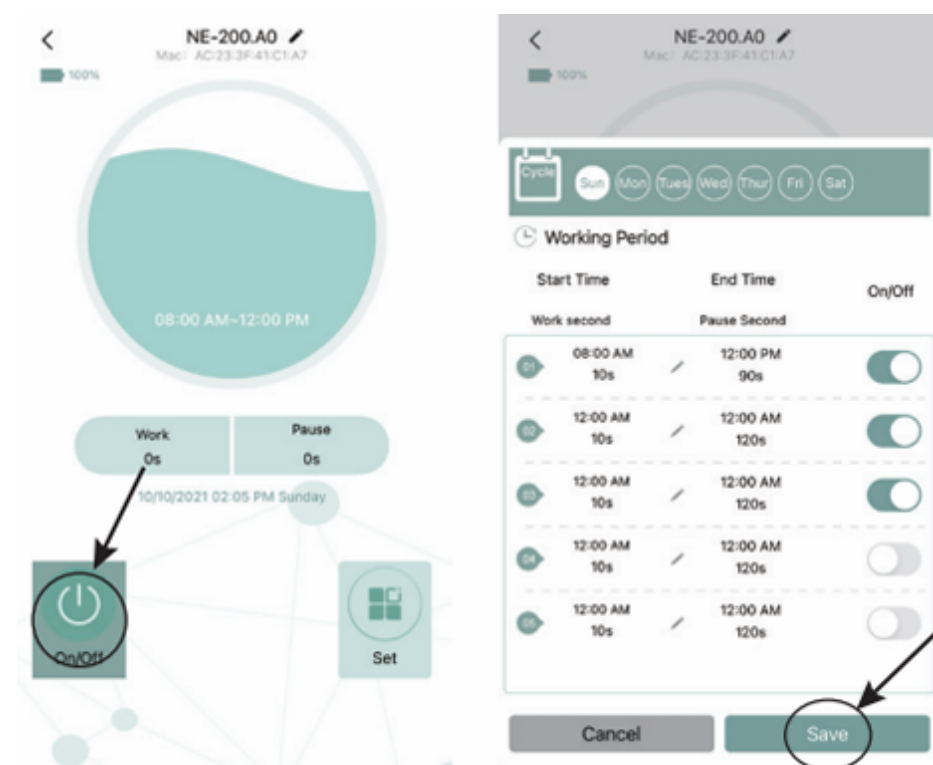 NE-200.A0
Mac: AC:23:3F:41:C1:A7
100%
08:00 AM~12:00 PM
Work Pause
0s 0s
10/10/2021 02:05 PM Sunday
On/Off
Set
NE-200.A0
Mac: AC:23:3F:41:C1:A7
100%
Cycle Sun Mon Tues Wed Thur Fri Sat
Working Period
Start Time End Time On/Off
Work second Pause Second
01 08:00 AM 12:00 PM
10s 90s
02 12:00 AM 12:00 AM
10s 120s
03 12:00 AM 12:00 AM
10s 120s
04 12:00 AM 12:00 AM
10s 120s
05 12:00 AM 12:00 AM
10s 120s
Cancel Save